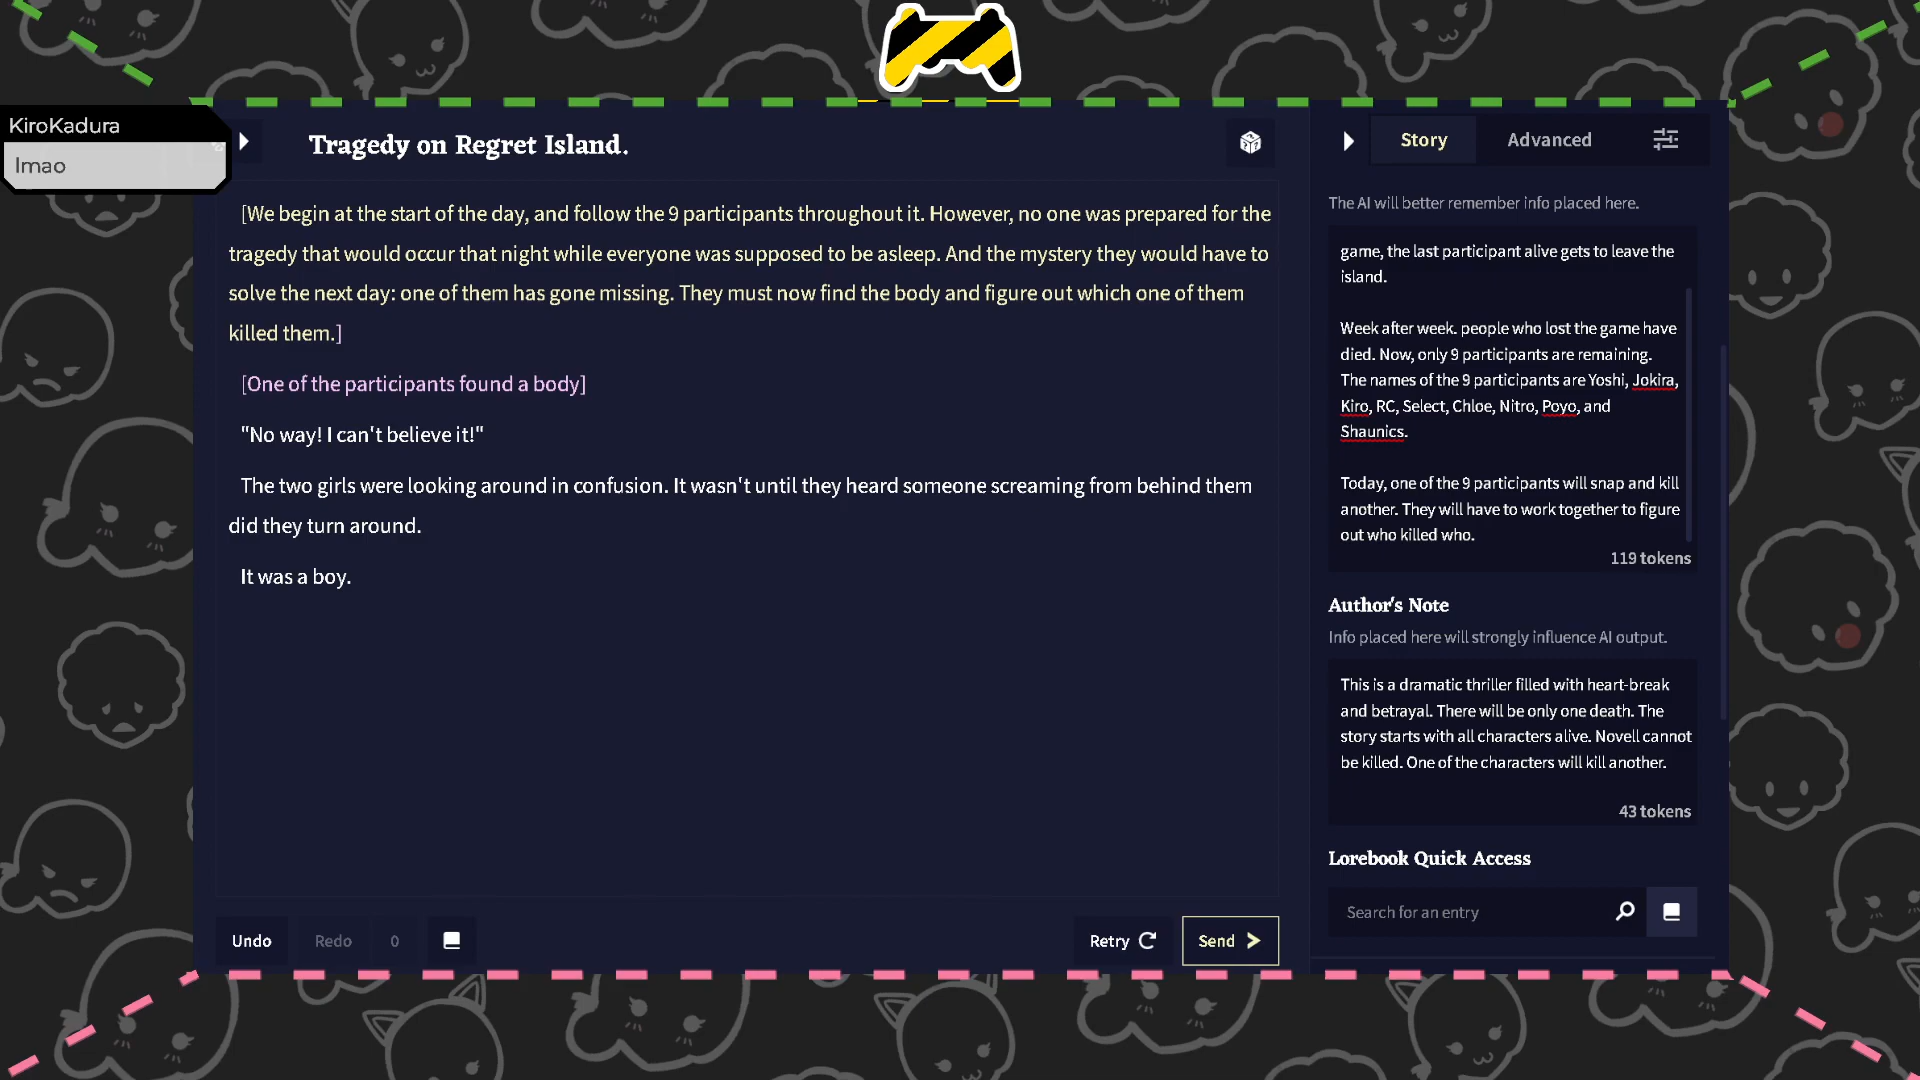 KiroKadura
lmao
Tragedy on Regret Island.
[We begin at the start of the day, and follow the 9 participants throughout it. However, no one was prepared for the
tragedy that would occur that night while everyone was supposed to be asleep. And the mystery they would have to
solve the next day: one of them has gone missing. They must now find the body and figure out which one of them
killed them.]
[One of the participants found a body]
"No way! I can't believe it!"
The two girls were looking around in confusion. It wasn't until they heard someone screaming from behind them
did they turn around.
It was a boy.
Undo
Redo
0
Retry
Send
Story
Advanced
The AI will better remember info placed here.
game, the last participant alive gets to leave the
island.
Week after week. people who lost the game have
died. Now, only 9 participants are remaining.
The names of the 9 participants are Yoshi, Jokira,
Kiro, RC, Select, Chloe, Nitro, Poyo, and
Shaunics.
Today, one of the 9 participants will snap and kill
another. They will have to work together to figure
out who killed who.
119 tokens
Author's Note
Info placed here will strongly influence AI output.
This is a dramatic thriller filled with heart-break
and betrayal. There will be only one death. The
story starts with all characters alive. Novell cannot
be killed. One of the characters will kill another.
43 tokens
Lorebook Quick Access
Search for an entry